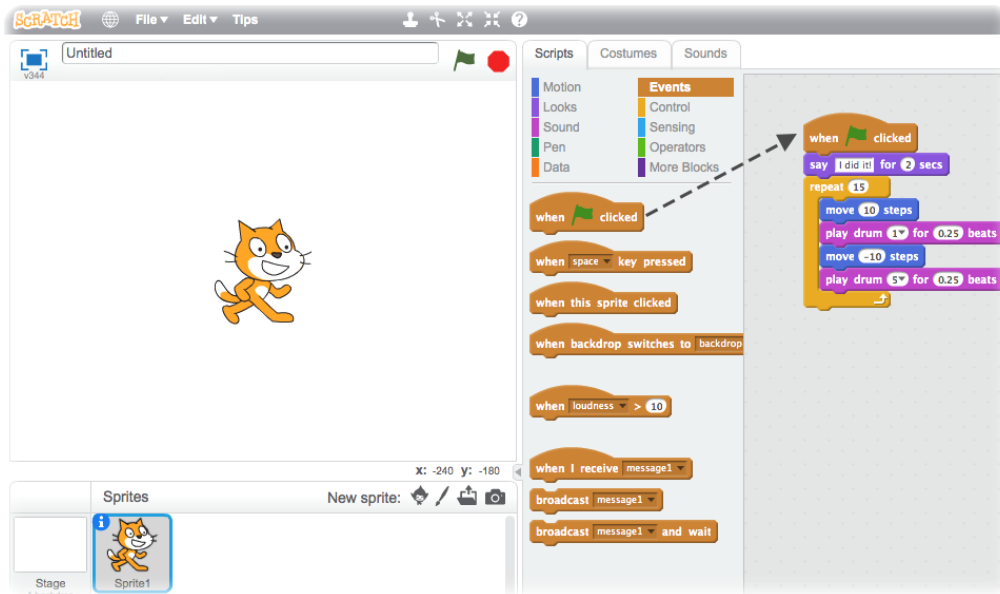 SCRATCH File Edit Tips
Untitled
v344
Scripts Costumes Sounds
Motion Events
Looks Control
Sound Sensing
Pen Operators
Data More Blocks
when clicked
when space key pressed
when this sprite clicked
when backdrop switches to backdrop
when loudness > 10
when I receive message1
broadcast message1
broadcast message1 and wait
when clicked
say I did it! for 2 secs
repeat 15
move 10 steps
play drum 1 for 0.25 beats
move -10 steps
play drum 5 for 0.25 beats
x: -240 y: -180
Sprites New sprite:
i
Stage
Sprite1